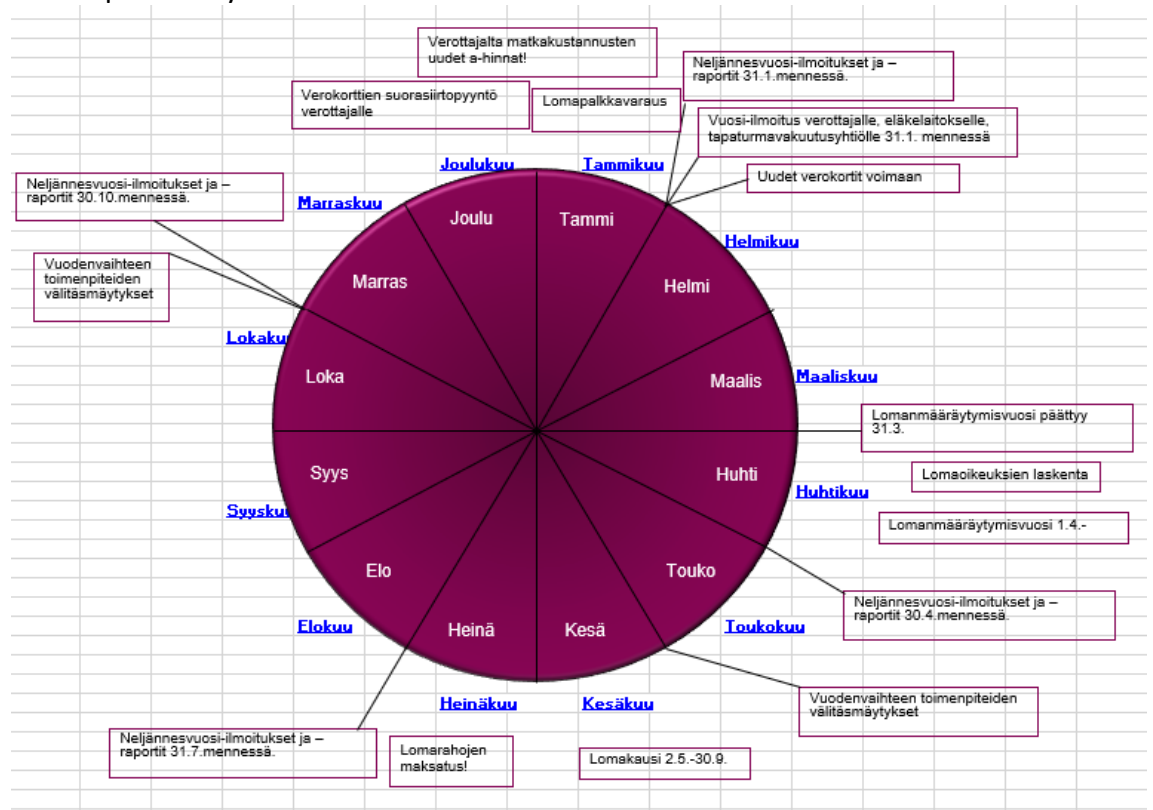 Verottajalta matkakustannusten
uudet a-hinnat!
Neljännesvuosi-ilmoitukset ja –
raportit 31.1.mennessä.
Verokorttien suorasiirtopyyntö
verottajalle
Lomapalkkavaraus
Vuosi-ilmoitus verottajalle, eläkelaitokselle,
tapaturmavakuutusyhtiölle 31.1. mennessä
Joulukuu
Tammikuu
Uudet verokortit voimaan
Neljännesvuosi-ilmoitukset ja –
raportit 30.10.mennessä.
Marraskuu
Joulu
Tammi
Helmikuu
Vuodenvaihteen
toimenpiteiden
välitäsmäytykset
Marras
Helmi
Lokakuu
Loka
Maalis
Maaliskuu
Lomanmääräytymisvuosi päättyy
31.3.
Syys
Huhti
Lomaoikeuksien laskenta
Huhtikuu
Syyskuu
Lomanmääräytymisvuosi 1.4.-
Elo
Touko
Neljännesvuosi-ilmoitukset ja –
raportit 30.4.mennessä.
Elokuu
Heinä
Kesä
Toukokuu
Heinäkuu
Kesäkuu
Vuodenvaihteen toimenpiteiden
välitäsmäytykset
Neljännesvuosi-ilmoitukset ja –
raportit 31.7.mennessä.
Lomarahojen
maksatus!
Lomakausi 2.5.-30.9.